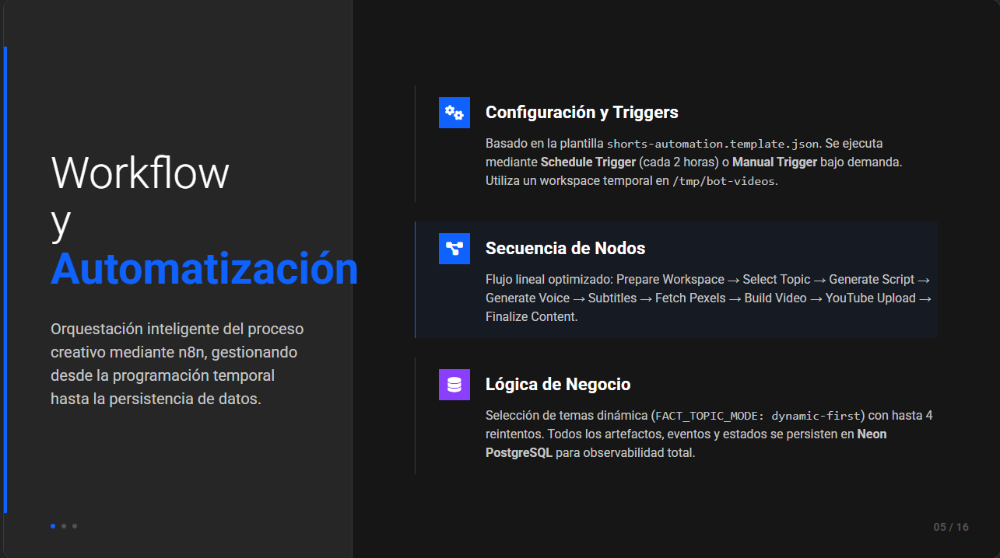 Workflow
y
Automatización
Orquestación inteligente del proceso
creativo mediante n8n, gestionando
desde la programación temporal
hasta la persistencia de datos.
Configuración y Triggers
Basado en la plantilla shorts-automation.template.json. Se ejecuta
mediante Schedule Trigger (cada 2 horas) o Manual Trigger bajo demanda.
Utiliza un workspace temporal en /tmp/bot-videos.
Secuencia de Nodos
Flujo lineal optimizado: Prepare Workspace → Select Topic → Generate Script →
Generate Voice → Subtitles → Fetch Pexels → Build Video → YouTube Upload →
Finalize Content.
Lógica de Negocio
Selección de temas dinámica (FACT_TOPIC_MODE: dynamic-first) con hasta 4
reintentos. Todos los artefactos, eventos y estados se persisten en Neon
PostgreSQL para observabilidad total.
05 / 16